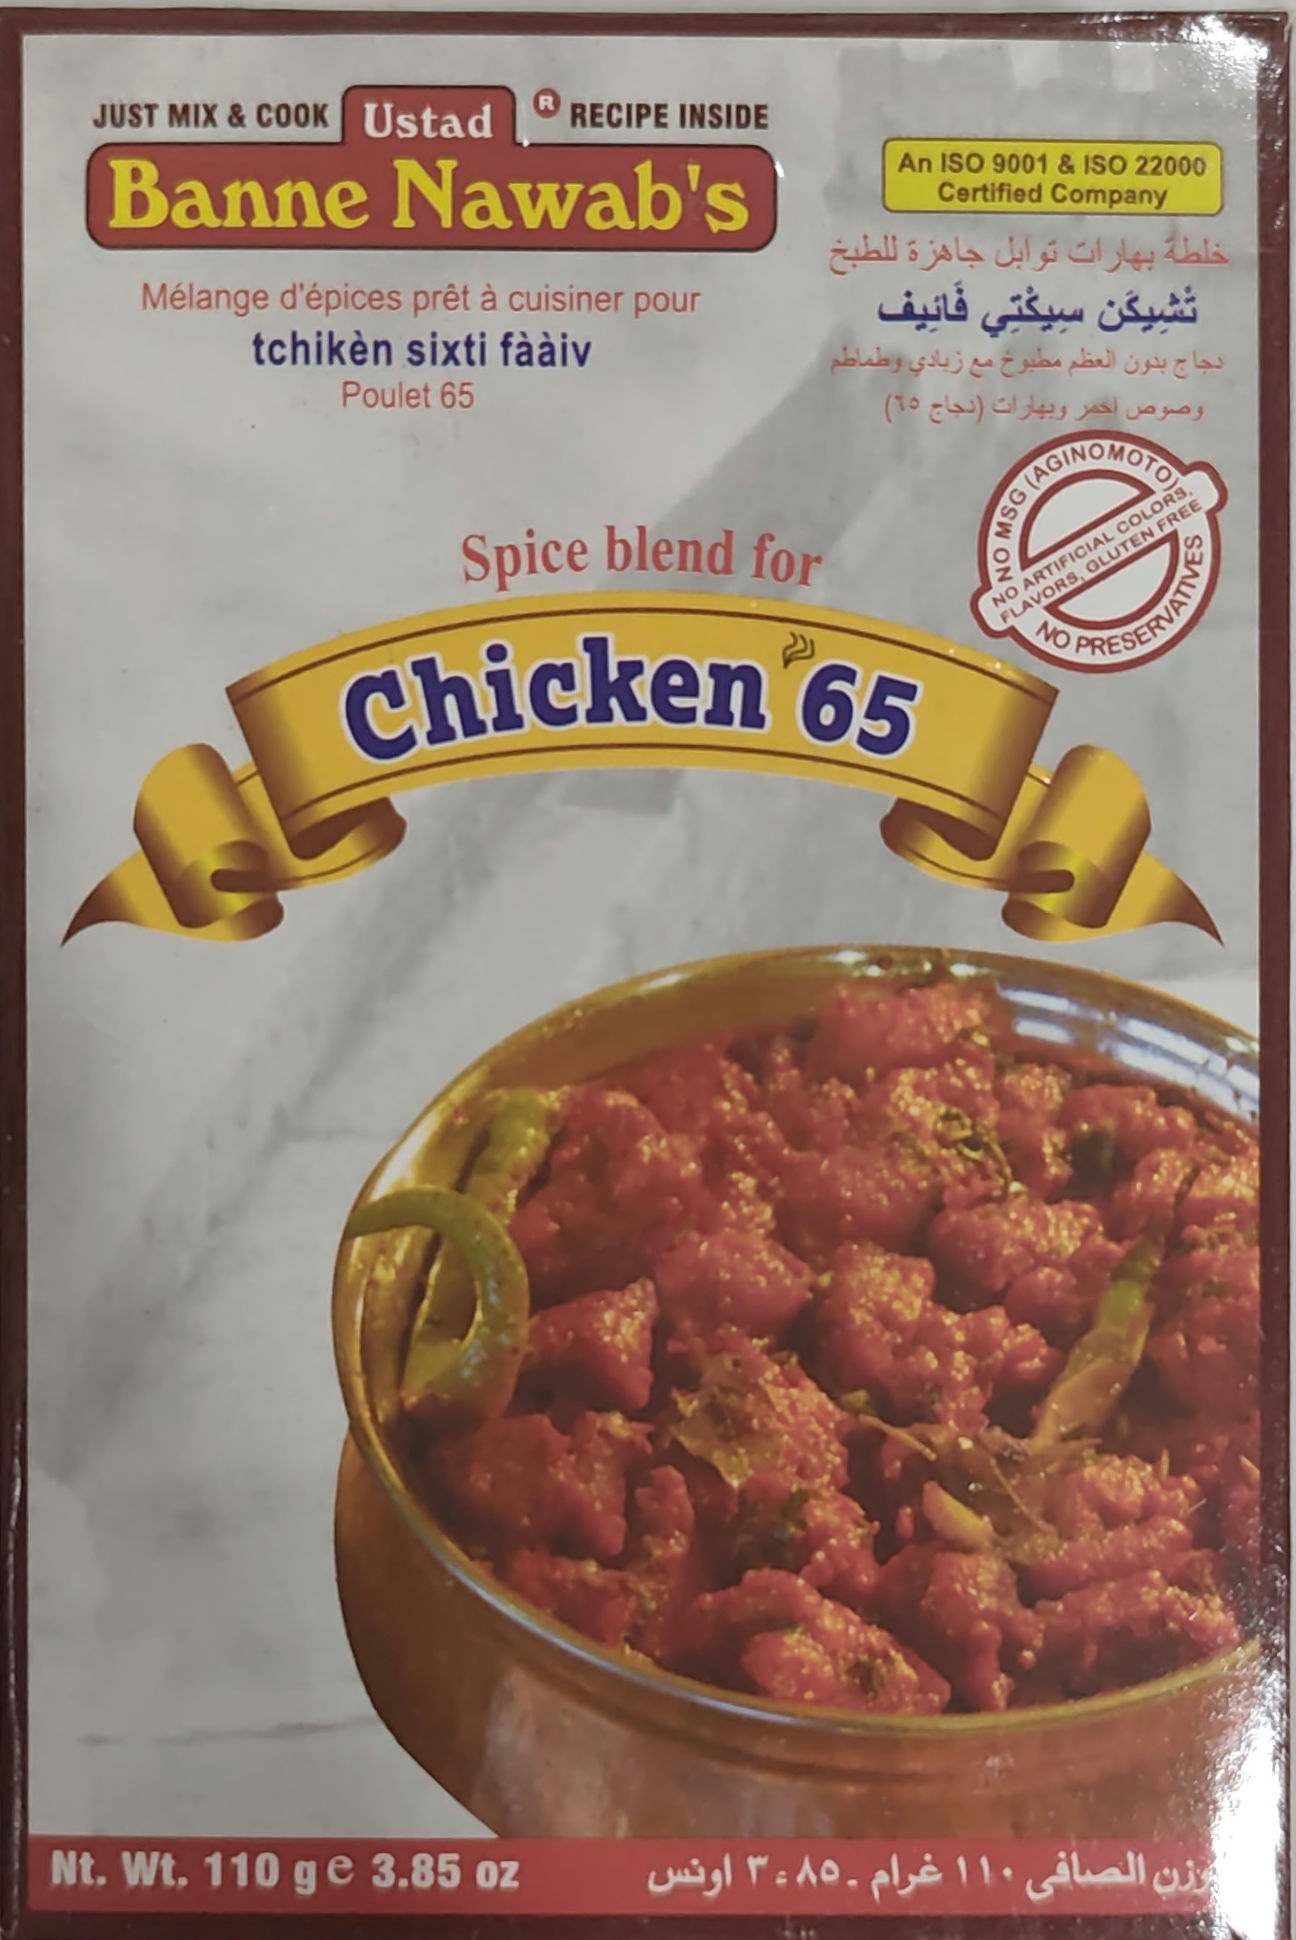 JUST MIX & COOK Ustad ® RECIPE INSIDE
Banne Nawab's
An ISO 9001 & ISO 22000
Certified Company
Mélange d'épices prêt à cuisiner pour
tchikèn sixti fààiv
Poulet 65
خلطة بهارات توابل جاهزة للطبخ
تْشِيكَن سِيكْتِي فَائِيف
دجاج بدون العظم مطبوخ مع زبادي وطماطم
وصوص احمر وبهارات (دجاج ٦٥)
NO MSG (AGINOMOTO)
NO ARTIFICIAL COLORS,
FLAVORS, GLUTEN FREE
NO PRESERVATIVES
Spice blend for
Chicken 65
Nt. Wt. 110 g e 3.85 oz
وزن الصافى ١١٠ غرام ـ ٣٫٨٥ اونس